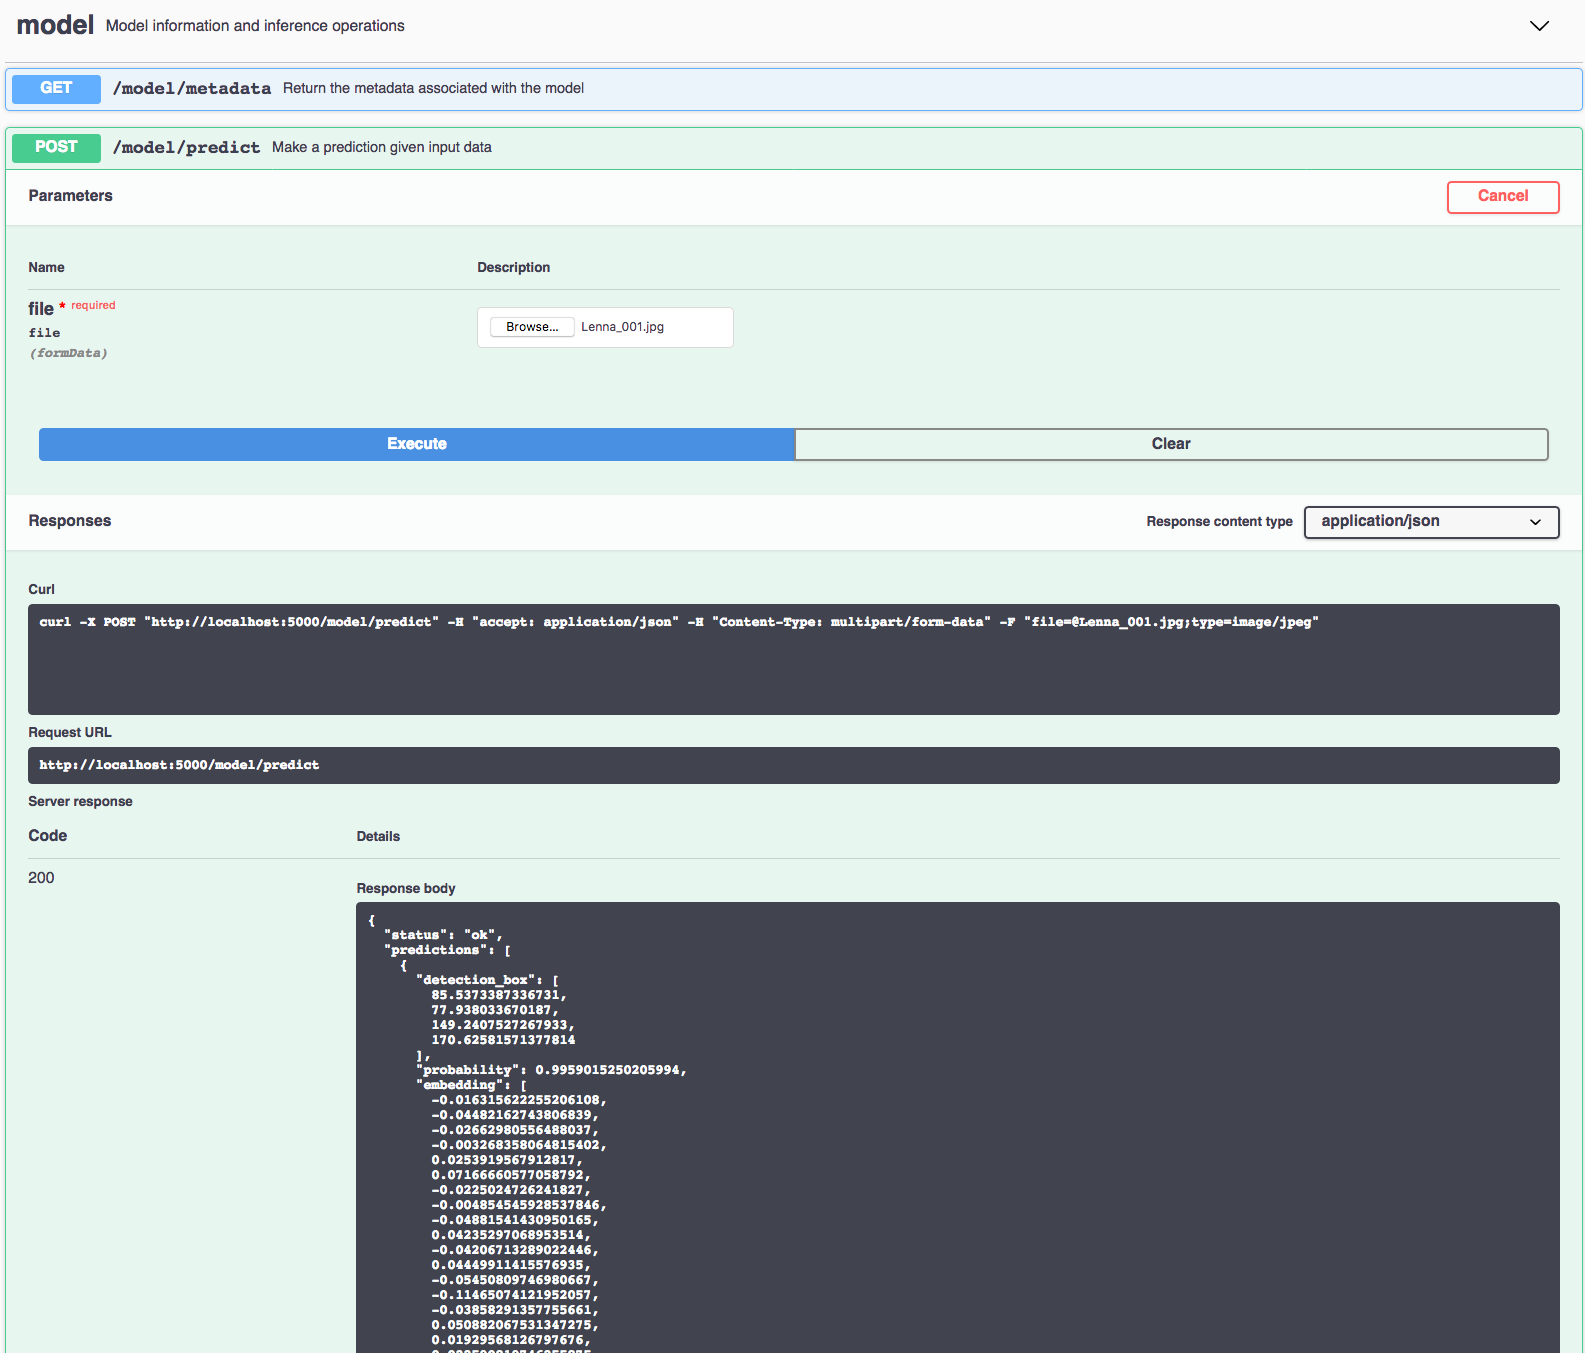 model Model information and inference operations
GET /model/metadata Return the metadata associated with the model
POST /model/predict Make a prediction given input data
Parameters Cancel
Name Description
file * required
file
(formData)
Browse... Lenna_001.jpg
Execute Clear
Responses Response content type application/json
Curl
curl -X POST "http://localhost:5000/model/predict" -H "accept: application/json" -H "Content-Type: multipart/form-data" -F "file=@Lenna_001.jpg;type=image/jpeg"
Request URL
http://localhost:5000/model/predict
Server response
Code Details
200
Response body
{
"status": "ok",
"predictions": [
{
"detection_box": [
85.5373387336731,
77.938033670187,
149.2407527267933,
170.62581571377814
],
"probability": 0.9959015250205994,
"embedding": [
-0.016315622255206108,
-0.04482162743806839,
-0.02662980556488037,
-0.003268358064815402,
0.0253919567912817,
0.07166660577058792,
-0.0225024726241827,
-0.004854545928537846,
-0.04881541430950165,
0.04235297068953514,
-0.04206713289022446,
0.04449911415576935,
-0.05450809746980667,
-0.11465074121952057,
-0.03858291357755661,
0.050882067531347275,
0.01929568126797676,